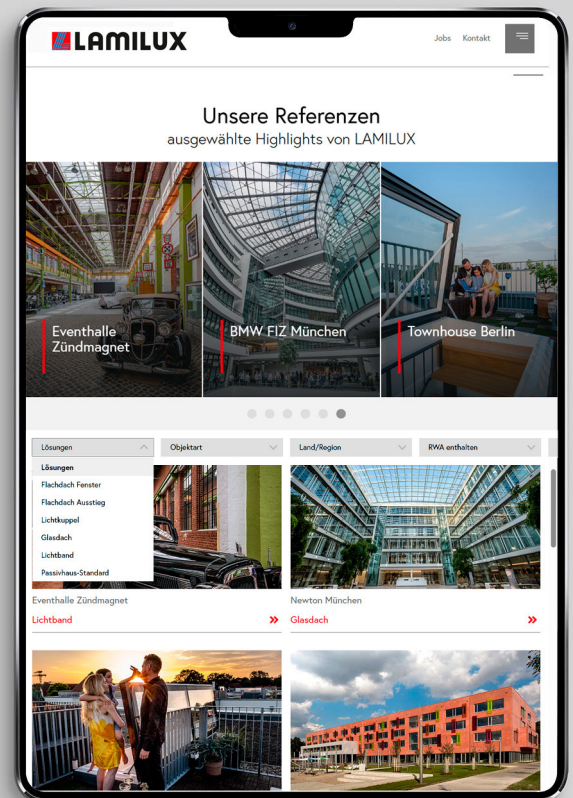 LAMILUX
Jobs Kontakt
Unsere Referenzen
ausgewählte Highlights von LAMILUX
Eventhalle
Zündmagnet
BMW FIZ München
Townhouse Berlin
Lösungen
Objektart
Land/Region
RWA enthalten
Lösungen
Flachdach Fenster
Flachdach Ausstieg
Lichtkuppel
Glasdach
Lichtband
Passivhaus-Standard
Eventhalle Zündmagnet
Newton München
Lichtband
Glasdach